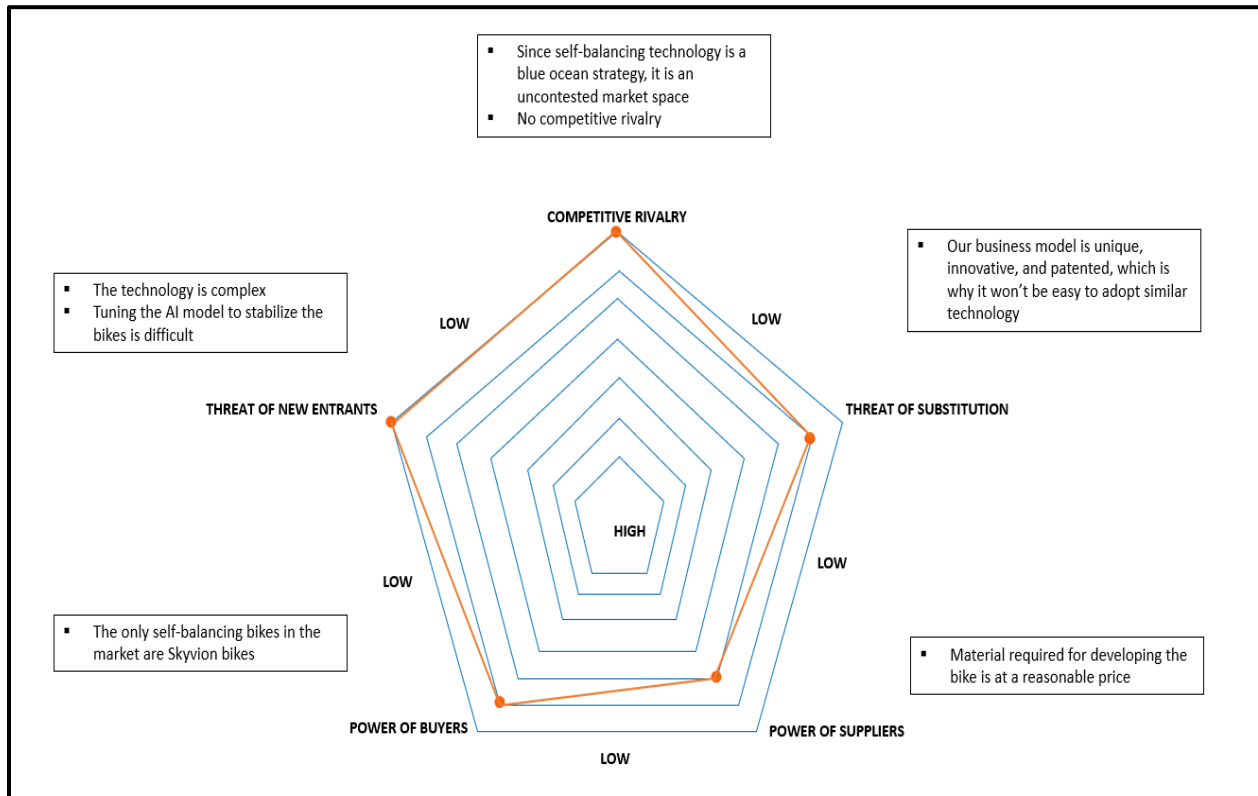 ▪ Since self-balancing technology is a
blue ocean strategy, it is an
uncontested market space
▪ No competitive rivalry
COMPETITIVE RIVALRY
▪ Our business model is unique,
innovative, and patented, which is
why it won’t be easy to adopt similar
technology
▪ The technology is complex
▪ Tuning the AI model to stabilize the
bikes is difficult
LOW
LOW
THREAT OF NEW ENTRANTS
THREAT OF SUBSTITUTION
HIGH
LOW
LOW
▪ The only self-balancing bikes in the
market are Skyvion bikes
▪ Material required for developing the
bike is at a reasonable price
POWER OF BUYERS
POWER OF SUPPLIERS
LOW